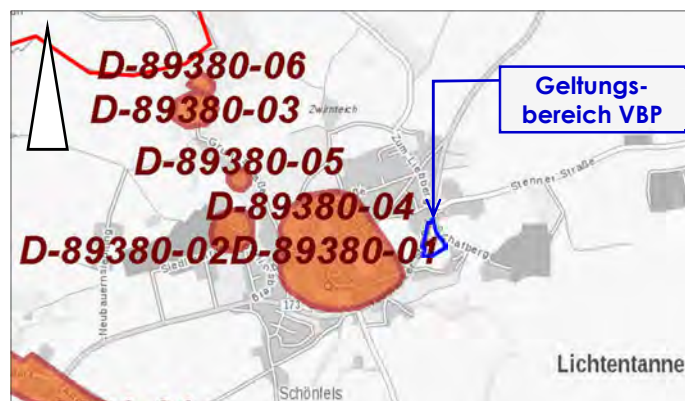 D-89380-06
D-89380-03
Zwirnteich
D-89380-05
D-89380-04
D-89380-02
D-89380-01
Geltungs-
bereich VBP
Stenner Straße
Neubauernsiedlung
173
Schönfels
Lichtentanne